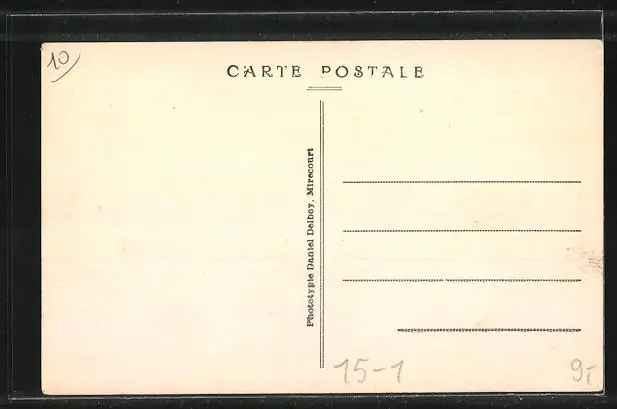 10
CARTE POSTALE
Phototypie Daniel Delboy, Mirecourt
15-1
9,-